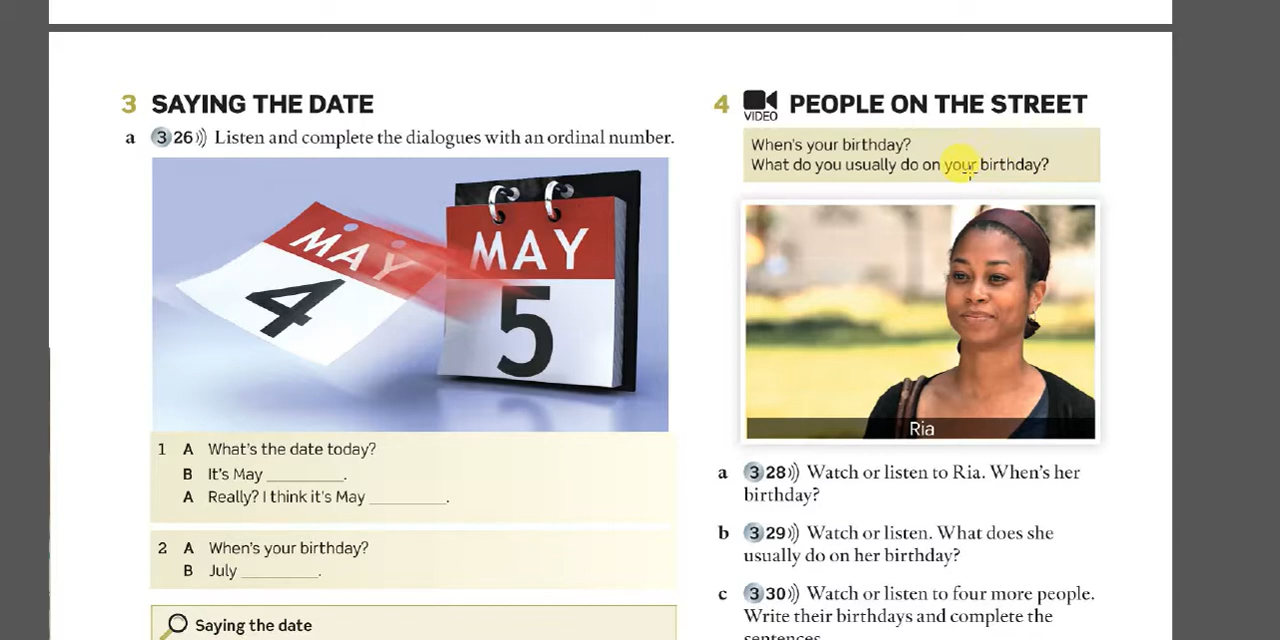 3 SAYING THE DATE
a 3 26 Listen and complete the dialogues with an ordinal number.
MAY
4
MAY
5
1 A What's the date today?
B It's May _________.
A Really? I think it's May _________.
2 A When's your birthday?
B July _________.
Saying the date
4 VIDEO PEOPLE ON THE STREET
When's your birthday?
What do you usually do on your birthday?
Ria
a 3 28 Watch or listen to Ria. When's her
birthday?
b 3 29 Watch or listen. What does she
usually do on her birthday?
c 3 30 Watch or listen to four more people.
Write their birthdays and complete the
sentences